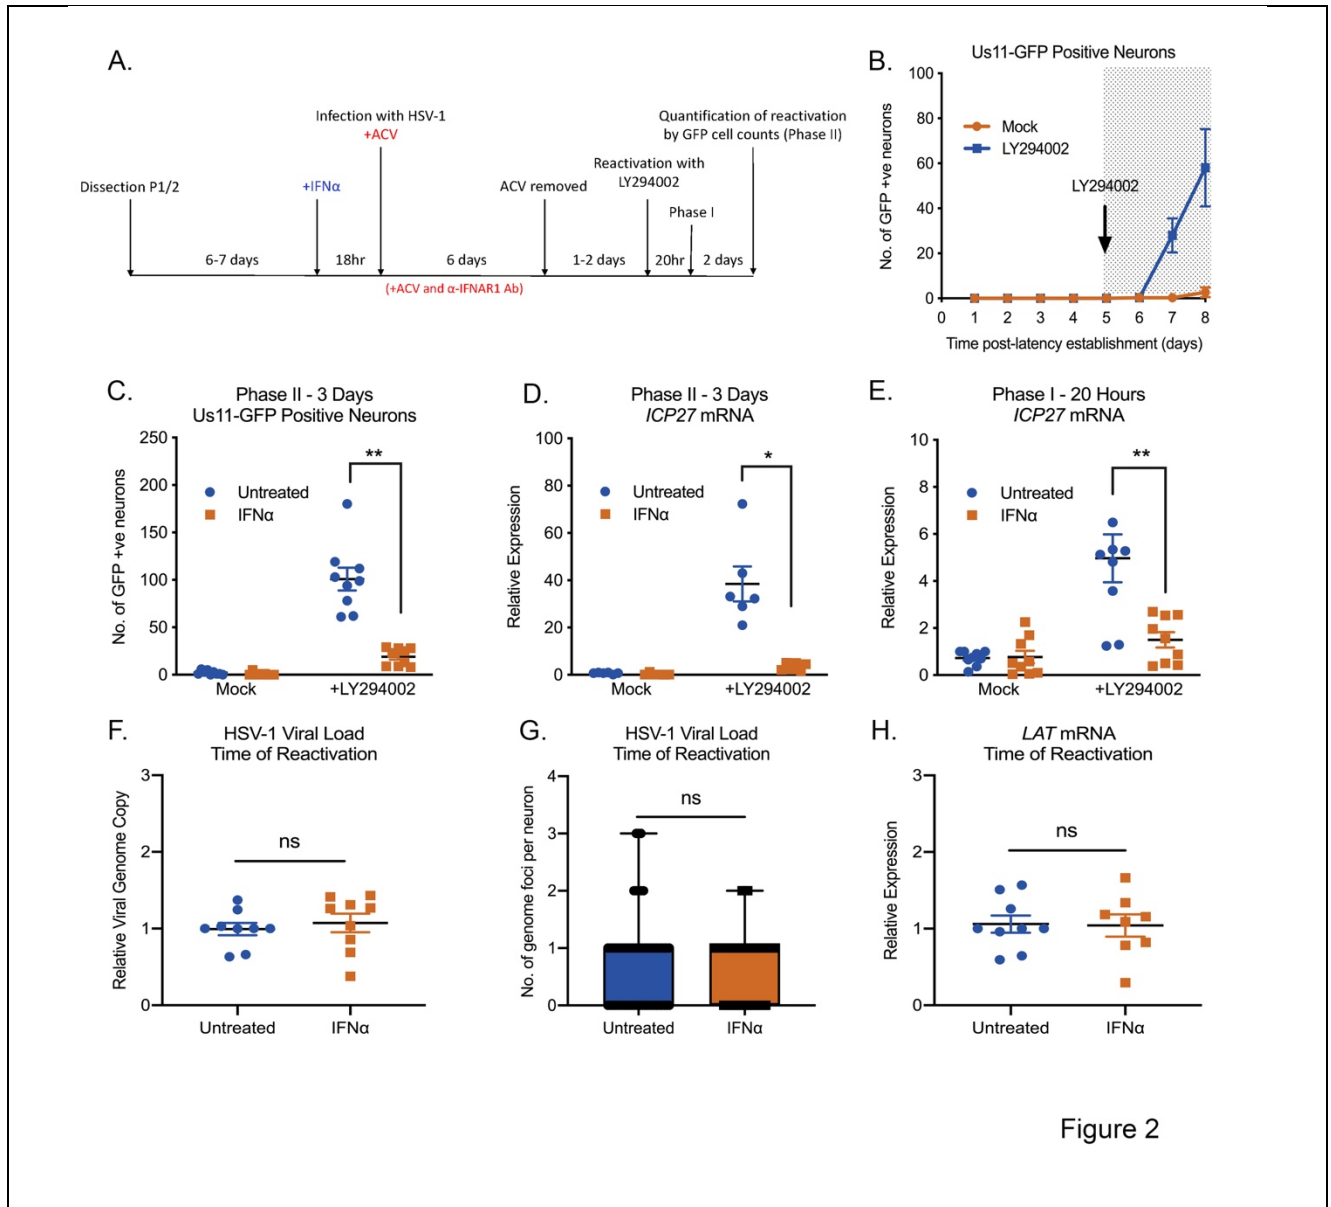 A.
Infection with HSV-1
+ACV
Quantification of reactivation
by GFP cell counts (Phase II)
Reactivation with
LY294002
Dissection P1/2
+IFNα
ACV removed
Phase I
6-7 days
18hr
6 days
1-2 days
20hr
2 days
(+ACV and α-IFNAR1 Ab)
B.
Us11-GFP Positive Neurons
No. of GFP +ve neurons
100
80
60
40
20
0
Mock
LY294002
LY294002
0 1 2 3 4 5 6 7 8
Time post-latency establishment (days)
C.
Phase II - 3 Days
Us11-GFP Positive Neurons
No. of GFP +ve neurons
250
200
150
100
50
0
Untreated
IFNα
**
Mock +LY294002
D.
Phase II - 3 Days
ICP27 mRNA
Relative Expression
100
80
60
40
20
0
Untreated
IFNα
*
Mock +LY294002
E.
Phase I - 20 Hours
ICP27 mRNA
Relative Expression
10
8
6
4
2
0
Untreated
IFNα
**
Mock +LY294002
F.
HSV-1 Viral Load
Time of Reactivation
Relative Viral Genome Copy
3
2
1
0
ns
Untreated IFNα
G.
HSV-1 Viral Load
Time of Reactivation
No. of genome foci per neuron
4
3
2
1
0
ns
Untreated IFNα
H.
LAT mRNA
Time of Reactivation
Relative Expression
3
2
1
0
ns
Untreated IFNα
Figure 2